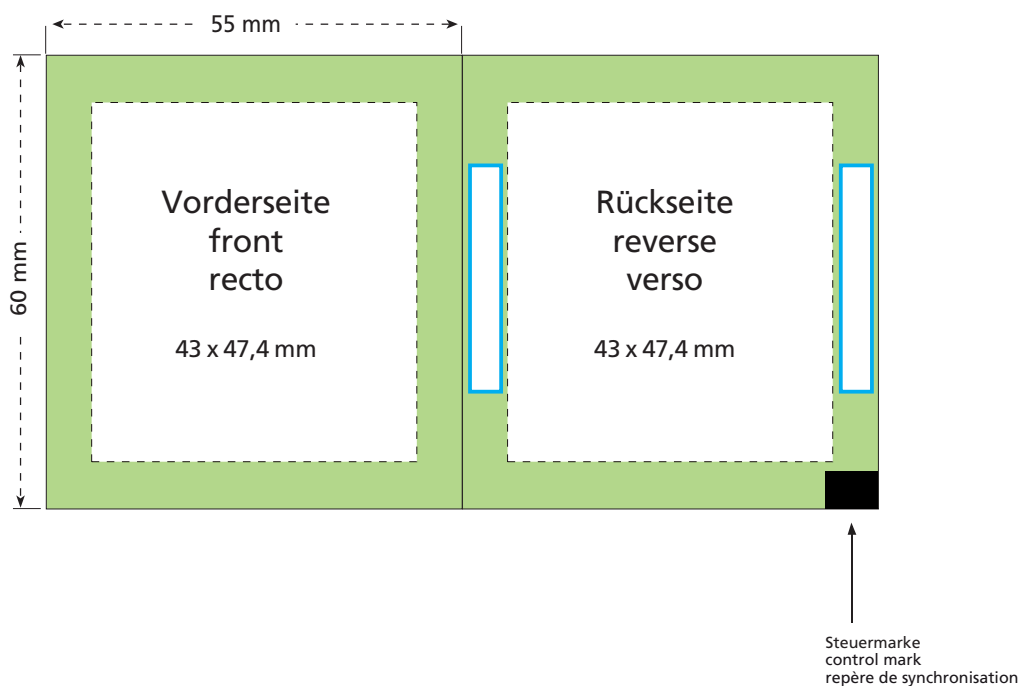 55 mm
60 mm
Vorderseite
front
recto
43 x 47,4 mm
Rückseite
reverse
verso
43 x 47,4 mm
Steuermarke
control mark
repère de synchronisation